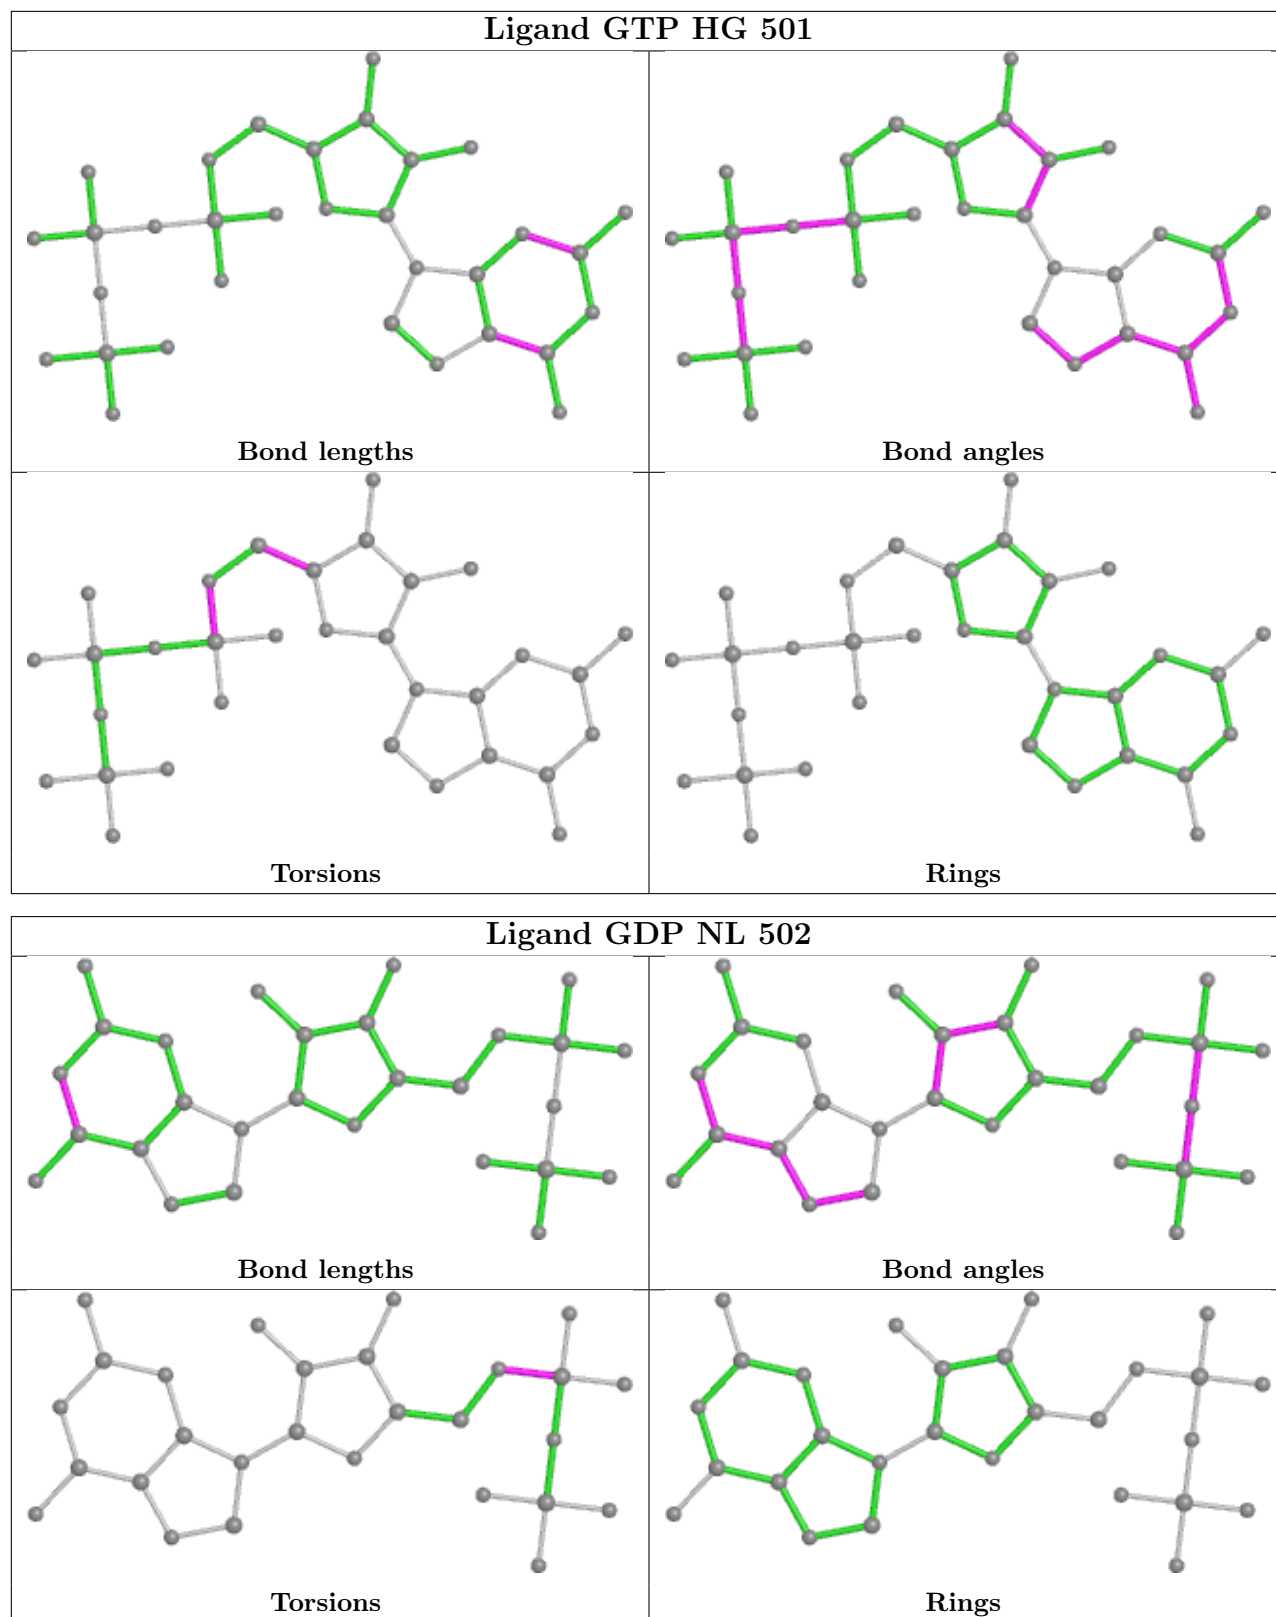 Ligand GTP HG 501
Bond lengths
Bond angles
Torsions
Rings
Ligand GDP NL 502
Bond lengths
Bond angles
Torsions
Rings